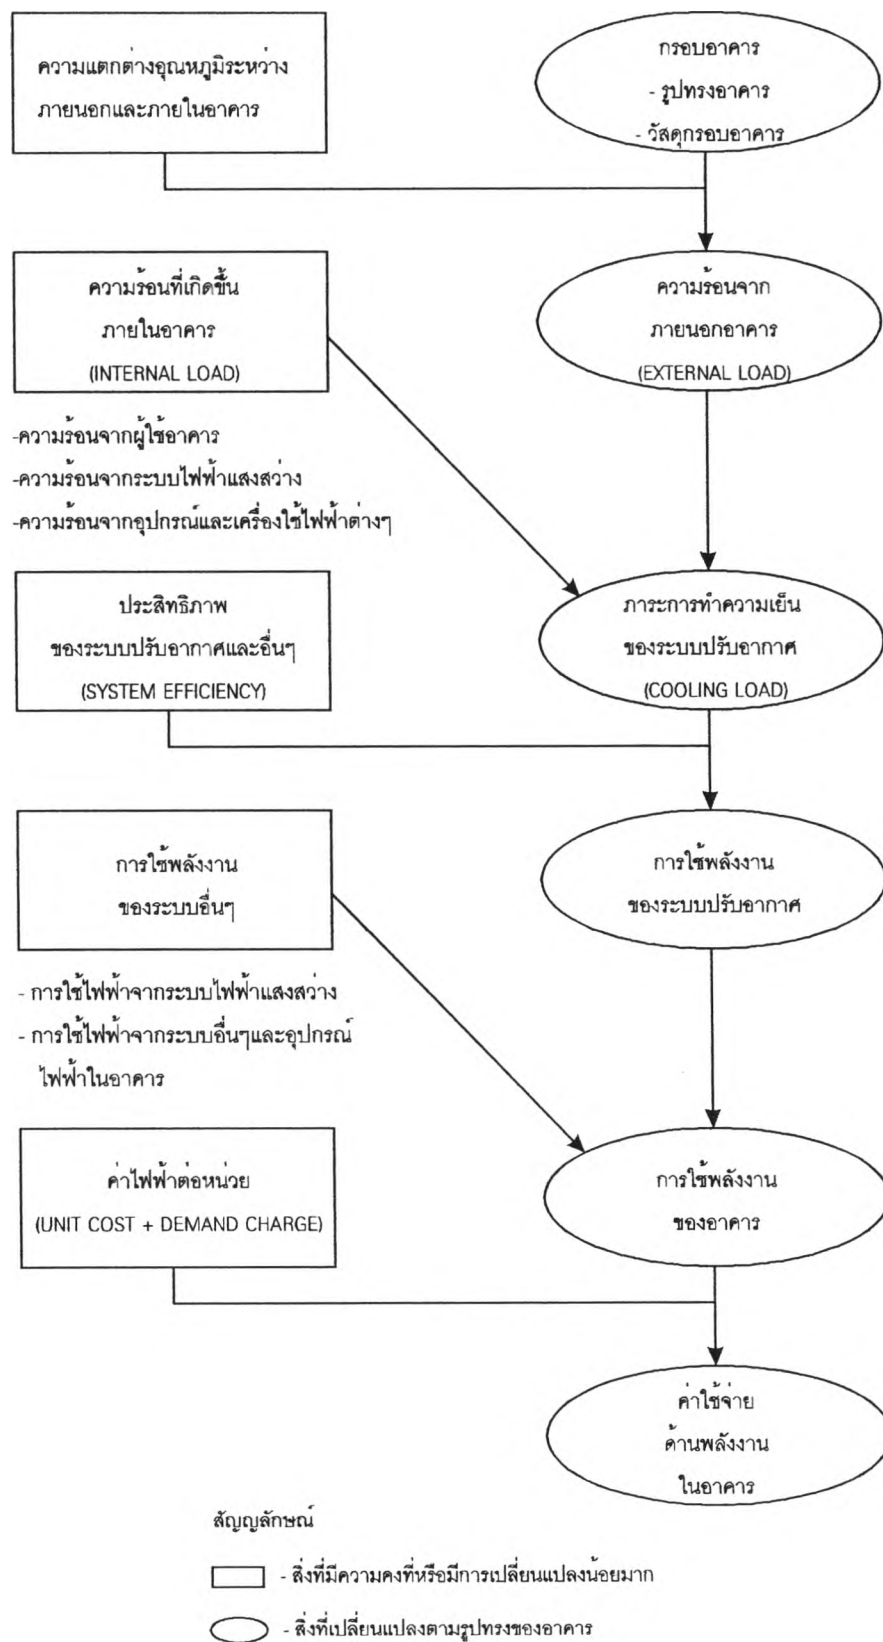 ความแตกต่างอุณหภูมิระหว่าง
ภายนอกและภายในอาคาร
กรอบอาคาร
- รูปทรงอาคาร
- วัสดุกรอบอาคาร
ความร้อนที่เกิดขึ้น
ภายในอาคาร
(INTERNAL LOAD)
ความร้อนจาก
ภายนอกอาคาร
(EXTERNAL LOAD)
-ความร้อนจากผู้ใช้อาคาร
-ความร้อนจากระบบไฟฟ้าแสงสว่าง
-ความร้อนจากอุปกรณ์และเครื่องใช้ไฟฟ้าต่างๆ
ประสิทธิภาพ
ของระบบปรับอากาศและอื่นๆ
(SYSTEM EFFICIENCY)
ภาระการทำความเย็น
ของระบบปรับอากาศ
(COOLING LOAD)
การใช้พลังงาน
ของระบบอื่นๆ
การใช้พลังงาน
ของระบบปรับอากาศ
- การใช้ไฟฟ้าจากระบบไฟฟ้าแสงสว่าง
- การใช้ไฟฟ้าจากระบบอื่นๆและอุปกรณ์
ไฟฟ้าในอาคาร
ค่าไฟฟ้าต่อหน่วย
(UNIT COST + DEMAND CHARGE)
การใช้พลังงาน
ของอาคาร
ค่าใช้จ่าย
ด้านพลังงาน
ในอาคาร
สัญญลักษณ์
- สิ่งที่มีความคงที่หรือมีการเปลี่ยนแปลงน้อยมาก
- สิ่งที่เปลี่ยนแปลงตามรูปทรงของอาคาร